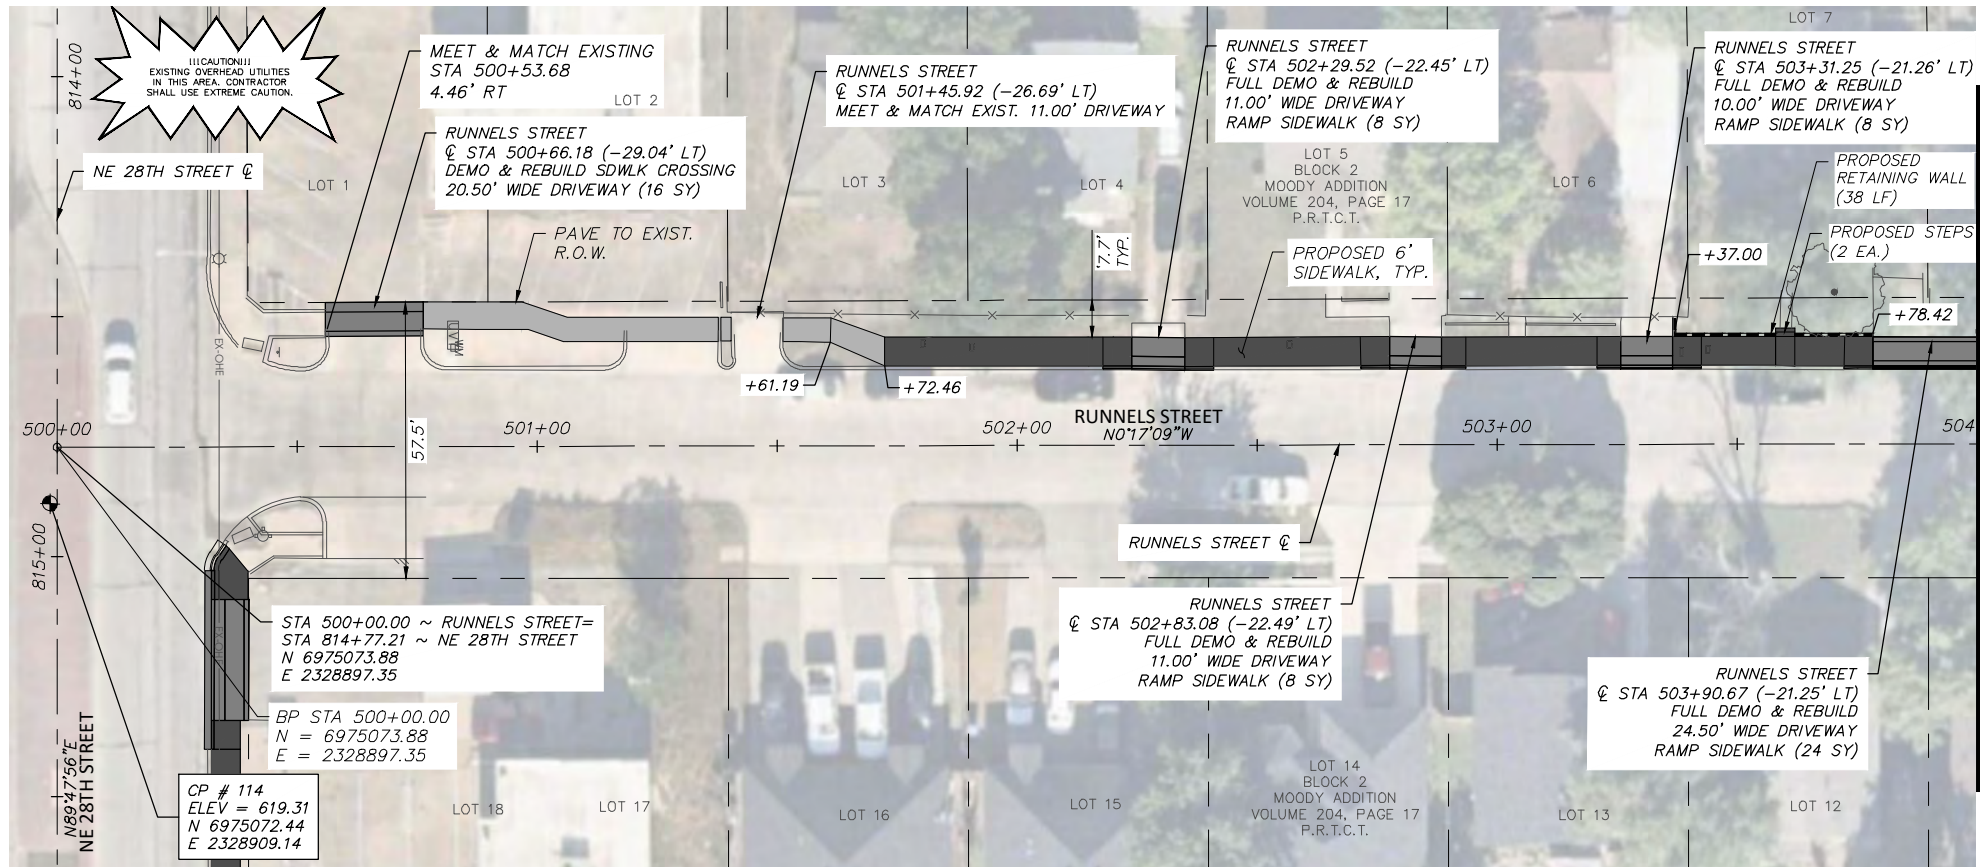 !!!CAUTION!!!
EXISTING OVERHEAD UTILITIES
IN THIS AREA. CONTRACTOR
SHALL USE EXTREME CAUTION.
814+00
NE 28TH STREET ℄
MEET & MATCH EXISTING
STA 500+53.68
4.46' RT
LOT 2
RUNNELS STREET
℄ STA 500+66.18 (-29.04' LT)
DEMO & REBUILD SDWLK CROSSING
20.50' WIDE DRIVEWAY (16 SY)
LOT 1
PAVE TO EXIST.
R.O.W.
RUNNELS STREET
℄ STA 501+45.92 (-26.69' LT)
MEET & MATCH EXIST. 11.00' DRIVEWAY
LOT 3
LOT 4
RUNNELS STREET
℄ STA 502+29.52 (-22.45' LT)
FULL DEMO & REBUILD
11.00' WIDE DRIVEWAY
RAMP SIDEWALK (8 SY)
LOT 5
BLOCK 2
MOODY ADDITION
VOLUME 204, PAGE 17
P.R.T.C.T.
7.7'
TYP.
PROPOSED 6'
SIDEWALK, TYP.
LOT 6
LOT 7
RUNNELS STREET
℄ STA 503+31.25 (-21.26' LT)
FULL DEMO & REBUILD
10.00' WIDE DRIVEWAY
RAMP SIDEWALK (8 SY)
PROPOSED
RETAINING WALL
(38 LF)
PROPOSED STEPS
(2 EA.)
+37.00
+78.42
EX-OHE
WM
+61.19
+72.46
500+00
501+00
502+00
RUNNELS STREET
N0°17'09"W
503+00
504
57.5'
815+00
RUNNELS STREET ℄
STA 500+00.00 ~ RUNNELS STREET=
STA 814+77.21 ~ NE 28TH STREET
N 6975073.88
E 2328897.35
BP STA 500+00.00
N = 6975073.88
E = 2328897.35
N89°47'56"E
NE 28TH STREET
CP # 114
ELEV = 619.31
N 6975072.44
E 2328909.14
RUNNELS STREET
℄ STA 502+83.08 (-22.49' LT)
FULL DEMO & REBUILD
11.00' WIDE DRIVEWAY
RAMP SIDEWALK (8 SY)
RUNNELS STREET
℄ STA 503+90.67 (-21.25' LT)
FULL DEMO & REBUILD
24.50' WIDE DRIVEWAY
RAMP SIDEWALK (24 SY)
LOT 18
LOT 17
LOT 16
LOT 15
LOT 14
BLOCK 2
MOODY ADDITION
VOLUME 204, PAGE 17
P.R.T.C.T.
LOT 13
LOT 12